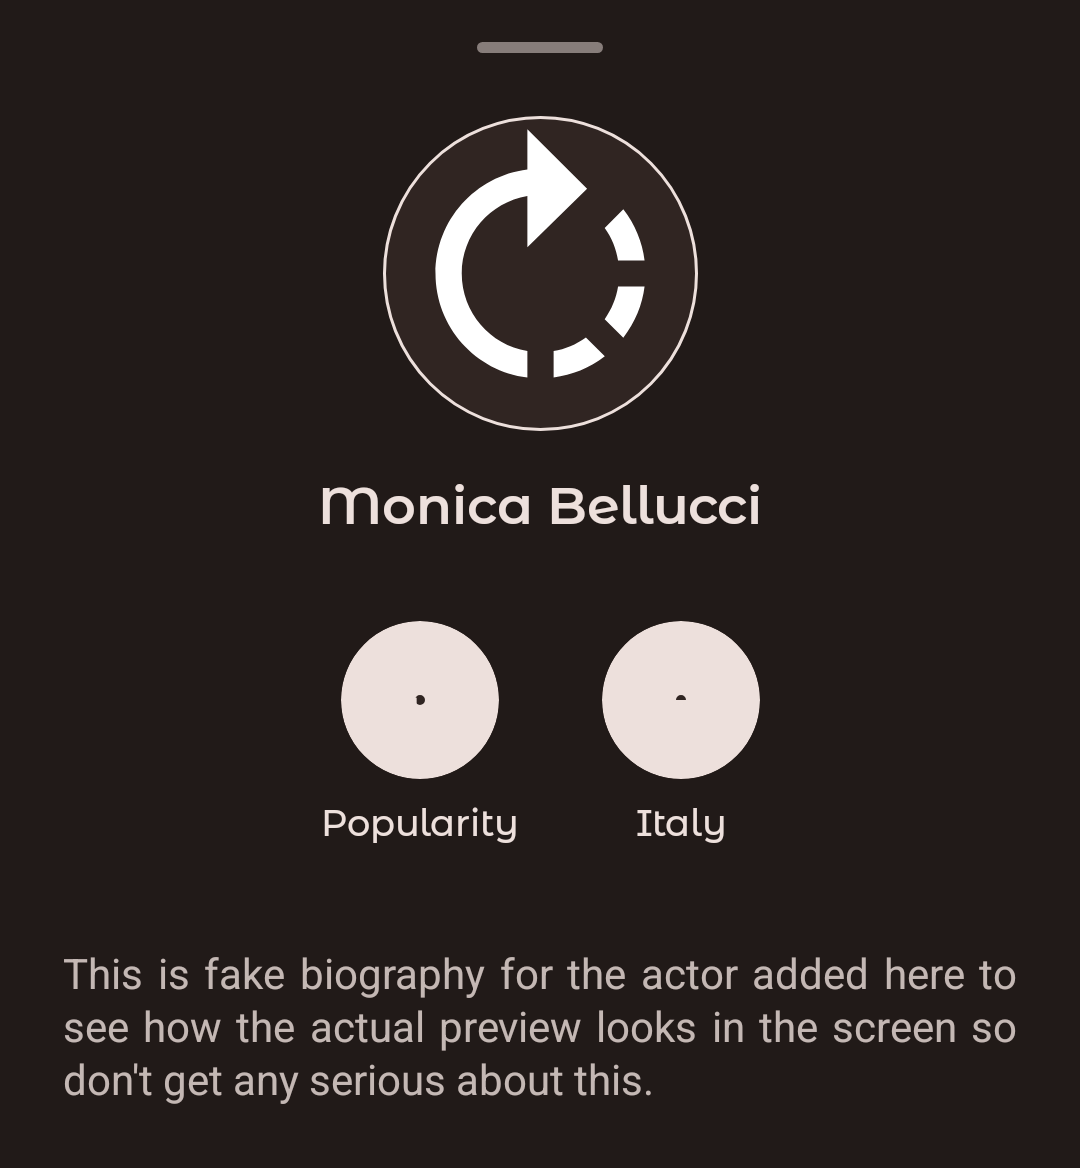 Monica Bellucci
Popularity
Italy
This is fake biography for the actor added here to
see how the actual preview looks in the screen so
don't get any serious about this.